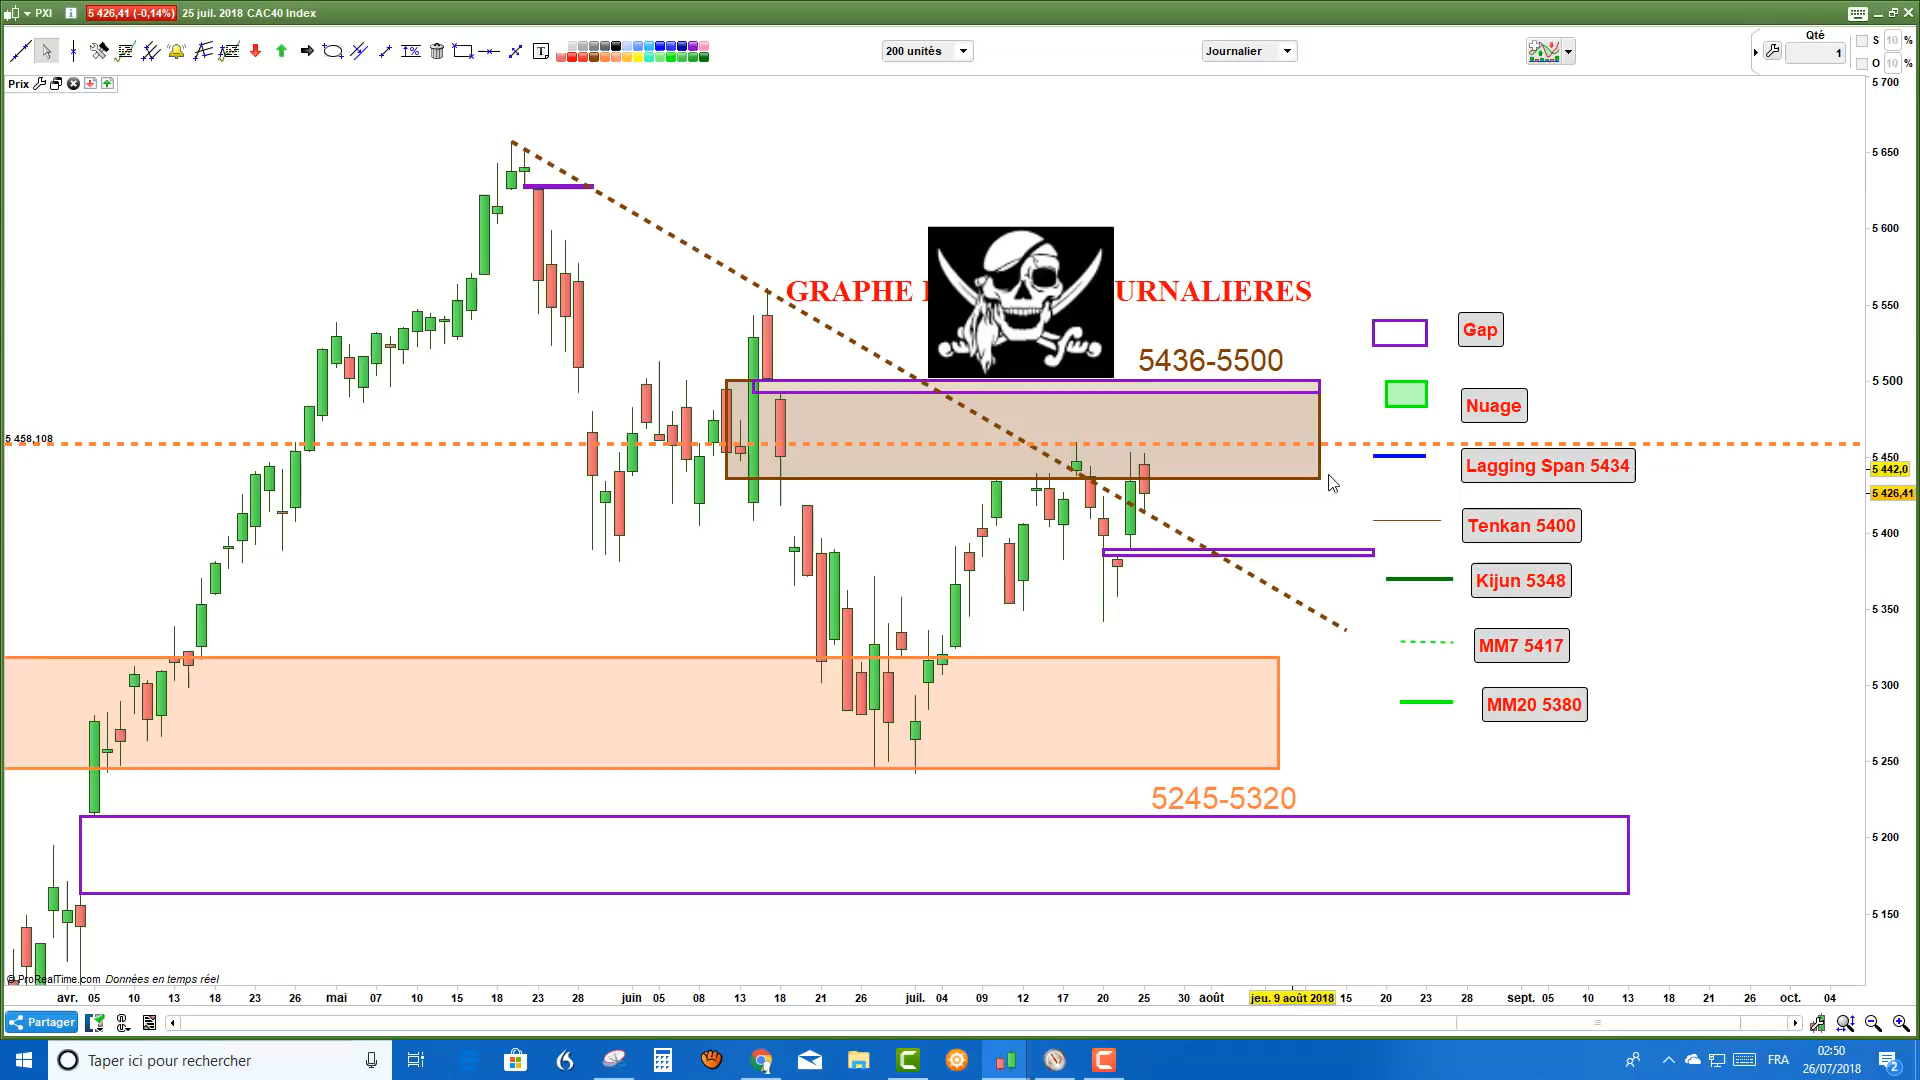 PXI 5 426,41 (-0,14%) 25 juil. 2018 CAC40 Index
200 unités
Journalier
Qté
1
S 10 %
O 10 %
Prix
5 700
5 650
5 600
5 550
5 500
5 450
5 442,0
5 426,41
5 400
5 350
5 300
5 250
5 200
5 150
GRAPHE
URNALIERES
5436-5500
5 458,108
Gap
Nuage
Lagging Span 5434
Tenkan 5400
Kijun 5348
MM7 5417
MM20 5380
5245-5320
© ProRealTime.com Données en temps réel
avr. 05 10 13 18 23 26 mai 07 10 15 18 23 28 juin 05 08 13 18 21 26 juil. 04 09 12 17 20 25 30 août jeu. 9 août 2018 15 20 23 28 sept. 05 10 13 18 21 26 oct. 04
Partager
Taper ici pour rechercher
FRA
02:50
26/07/2018
2